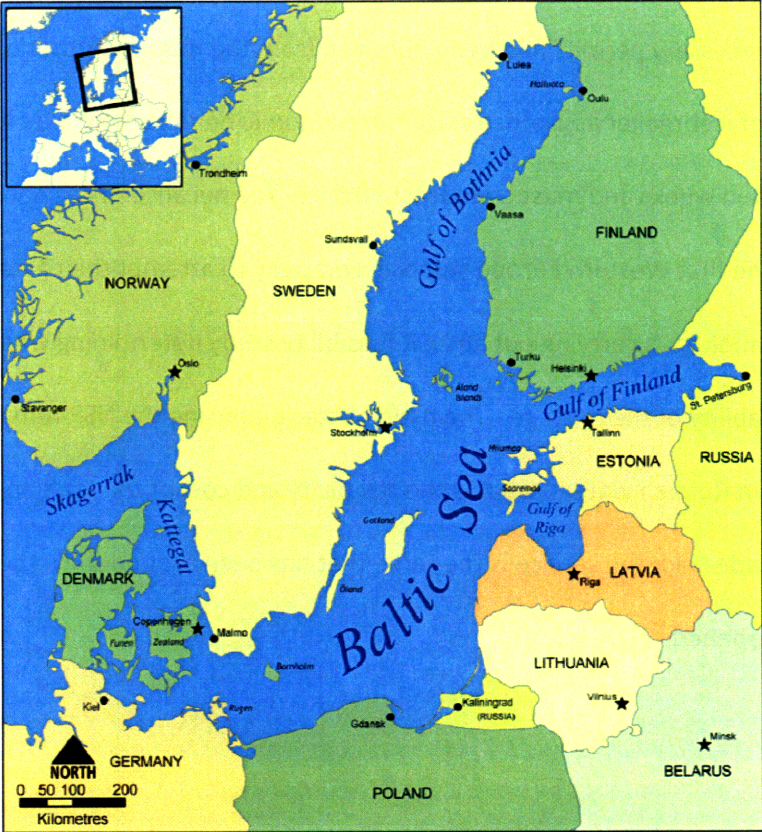 Lulea
Hailuoto
Oulu
Trondheim
Gulf of Bothnia
Vaasa
FINLAND
Sundsvall
NORWAY
SWEDEN
Oslo
Turku
Helsinki
Aland
Islands
Gulf of Finland
St. Petersburg
Stavanger
Stockholm
Tallinn
Hiiumaa
ESTONIA
RUSSIA
Skagerrak
Kattegat
Saaremaa
Gulf of
Riga
Gotland
Baltic Sea
DENMARK
Öland
Riga
LATVIA
Copenhagen
Malmo
Funen
Zealand
Bornholm
LITHUANIA
Kiel
Rugen
Gdansk
Kaliningrad
(RUSSIA)
Vilnius
Minsk
NORTH
GERMANY
BELARUS
POLAND
0 50 100 200
Kilometres